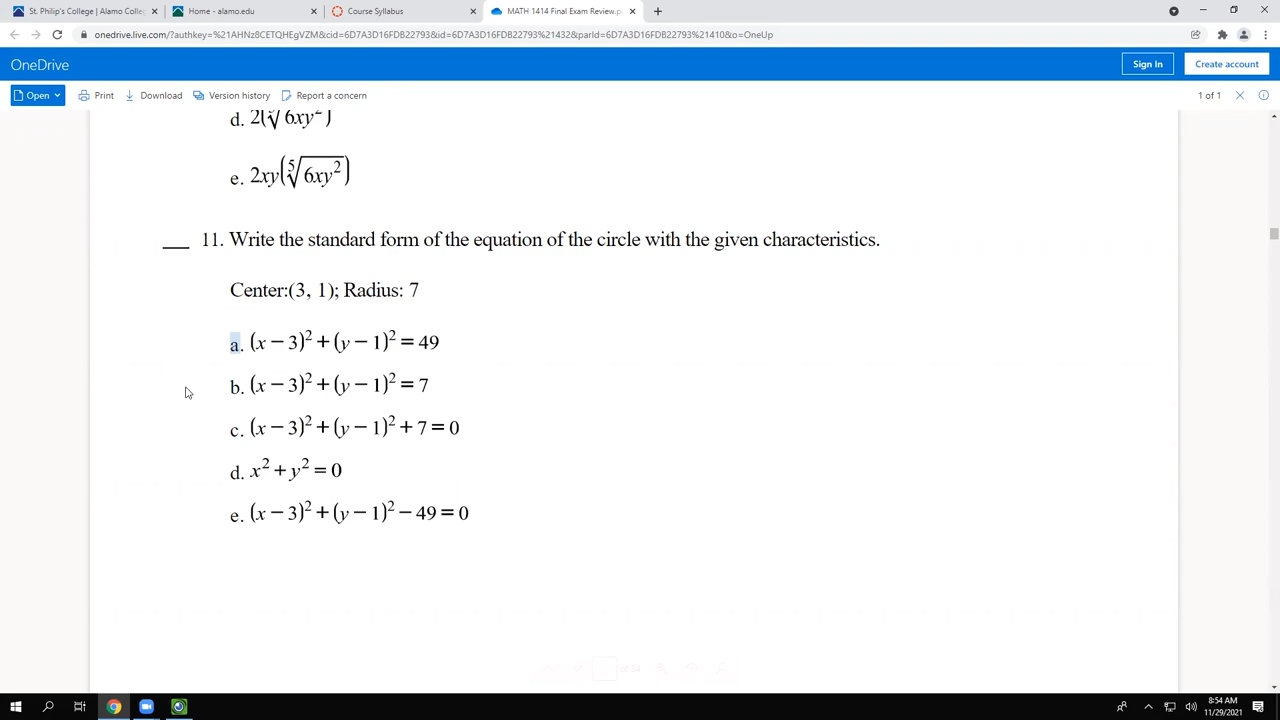 St. Philip's College | Alamo Colle
Home - alamo.edu
Course Syllabus
MATH 1414 Final Exam Review.p
onedrive.live.com/?authkey=%21AHNz8CETQHEgVZM&cid=6D7A3D16FDB22793&id=6D7A3D16FDB22793%21432&parId=6D7A3D16FDB22793%21410&o=OneUp
OneDrive
Sign In
Create account
Open
Print
Download
Version history
Report a concern
1 of 1
e. 2xy(⁵√6xy²)
___ 11. Write the standard form of the equation of the circle with the given characteristics.
Center:(3, 1); Radius: 7
a. (x − 3)² + (y − 1)² = 49
b. (x − 3)² + (y − 1)² = 7
c. (x − 3)² + (y − 1)² + 7 = 0
d. x² + y² = 0
e. (x − 3)² + (y − 1)² − 49 = 0
of 54
8:54 AM
11/29/2021